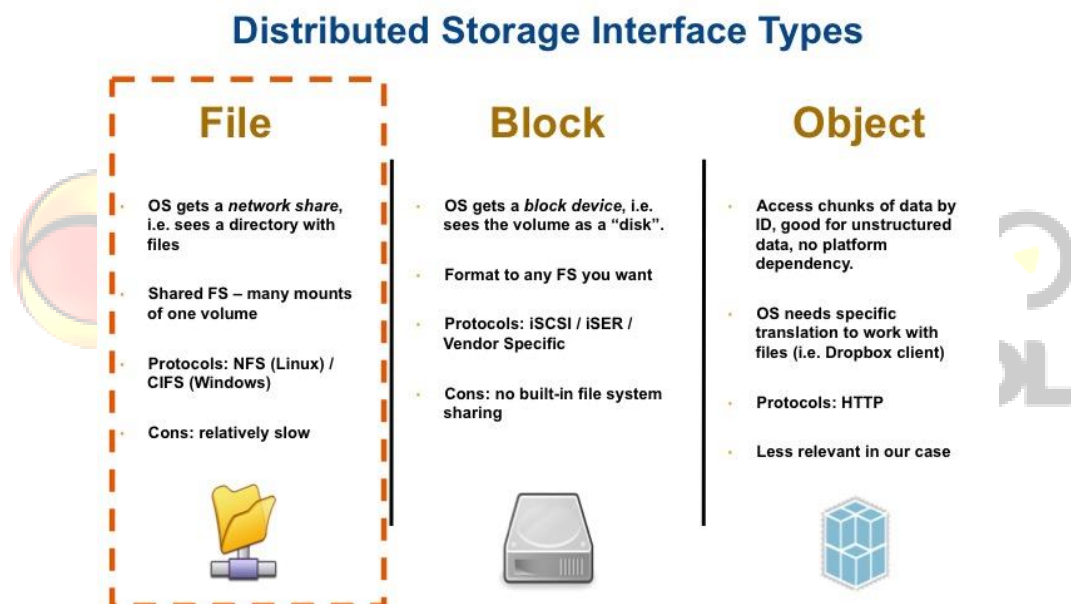 Distributed Storage Interface Types
File
OS gets a network share,
i.e. sees a directory with
files
Shared FS – many mounts
of one volume
Protocols: NFS (Linux) /
CIFS (Windows)
Cons: relatively slow
Block
OS gets a block device, i.e.
sees the volume as a “disk”.
Format to any FS you want
Protocols: iSCSI / iSER /
Vendor Specific
Cons: no built-in file system
sharing
Object
Access chunks of data by
ID, good for unstructured
data, no platform
dependency.
OS needs specific
translation to work with
files (i.e. Dropbox client)
Protocols: HTTP
Less relevant in our case